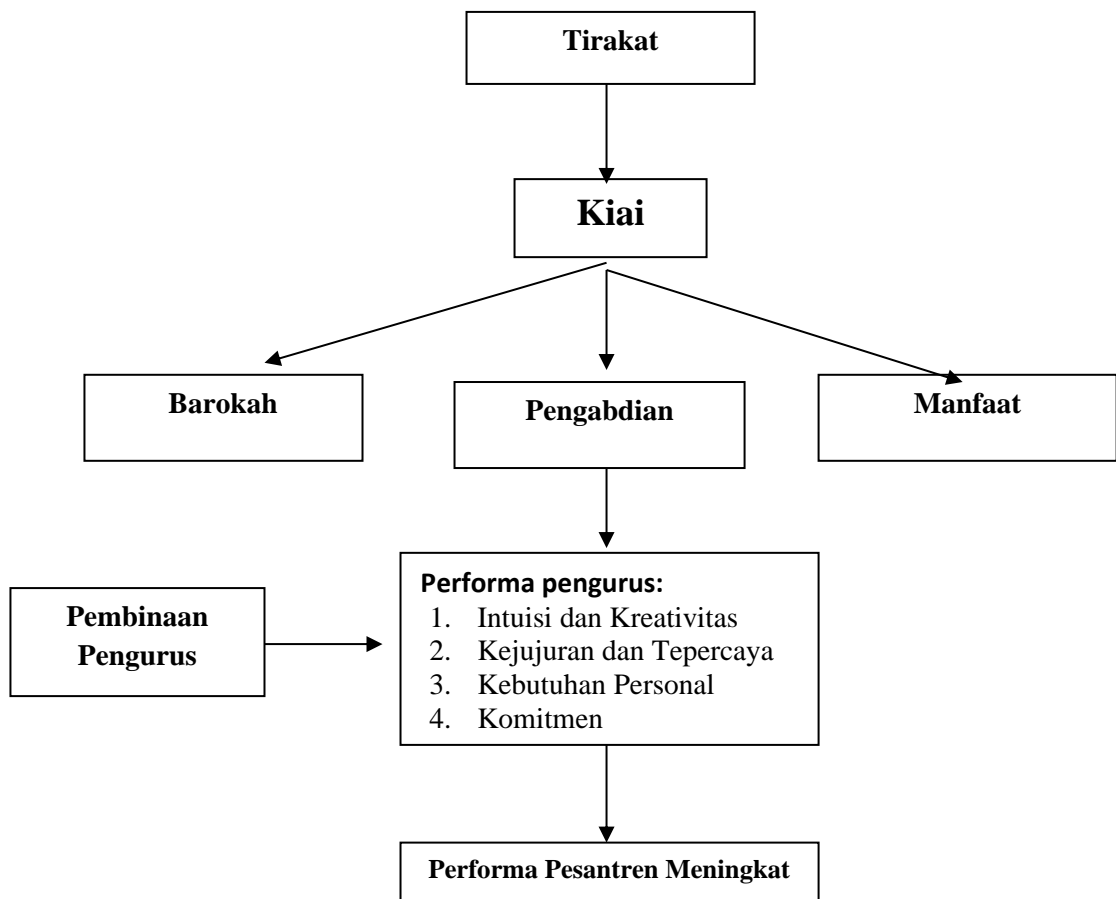 Tirakat
Kiai
Barokah
Pengabdian
Manfaat
Pembinaan
Pengurus
Performa pengurus:
1. Intuisi dan Kreativitas
2. Kejujuran dan Tepercaya
3. Kebutuhan Personal
4. Komitmen
Performa Pesantren Meningkat